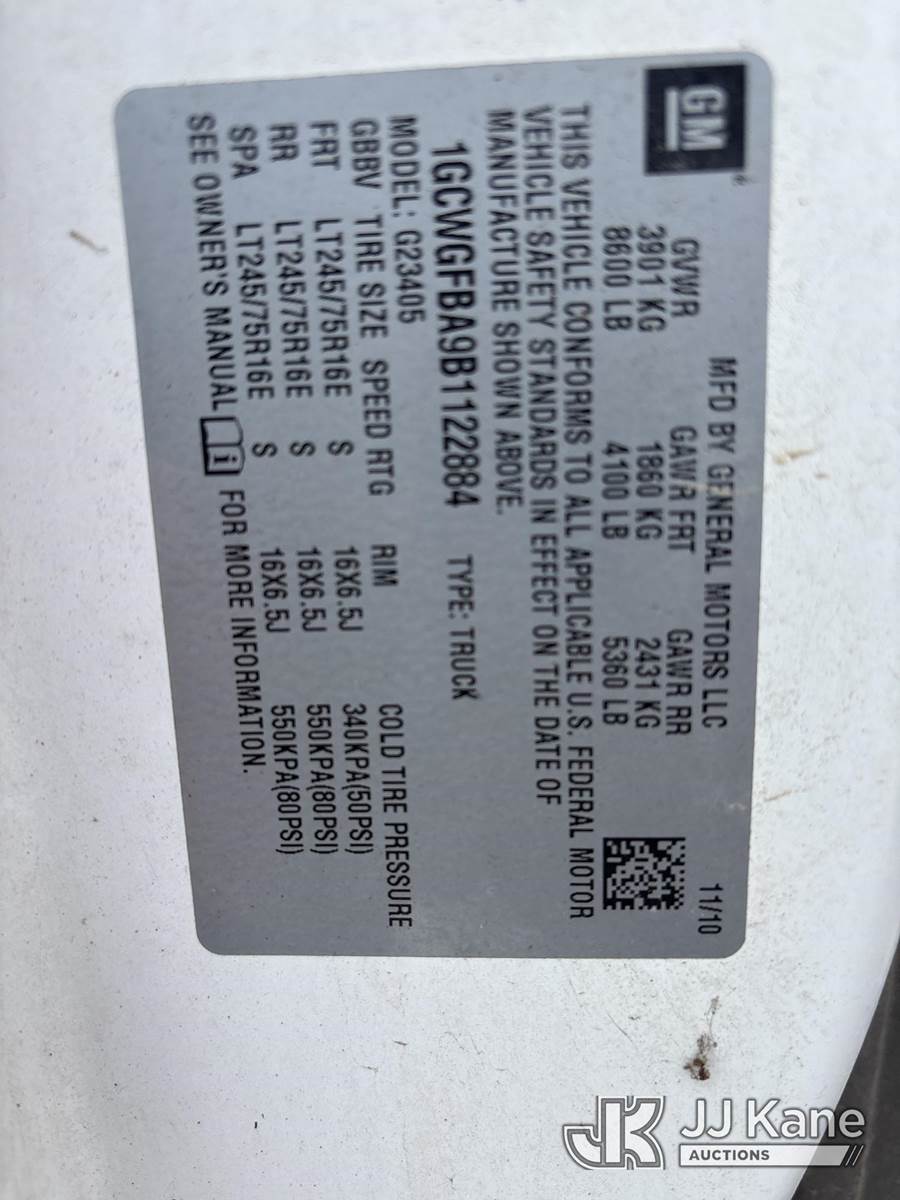 GM
MFD BY GENERAL MOTORS LLC 11/10
GVWR GAWR FRT GAWR RR
3901 KG 1860 KG 2431 KG
8600 LB 4100 LB 5360 LB
THIS VEHICLE CONFORMS TO ALL APPLICABLE U.S. FEDERAL MOTOR
VEHICLE SAFETY STANDARDS IN EFFECT ON THE DATE OF
MANUFACTURE SHOWN ABOVE.
1GCWGFBA9B1122884 TYPE: TRUCK
MODEL: G23405
GBBV TIRE SIZE SPEED RTG RIM COLD TIRE PRESSURE
FRT LT245/75R16E S 16X6.5J 340KPA(50PSI)
RR LT245/75R16E S 16X6.5J 550KPA(80PSI)
SPA LT245/75R16E S 16X6.5J 550KPA(80PSI)
SEE OWNER'S MANUAL i FOR MORE INFORMATION.
JK JJ Kane
AUCTIONS